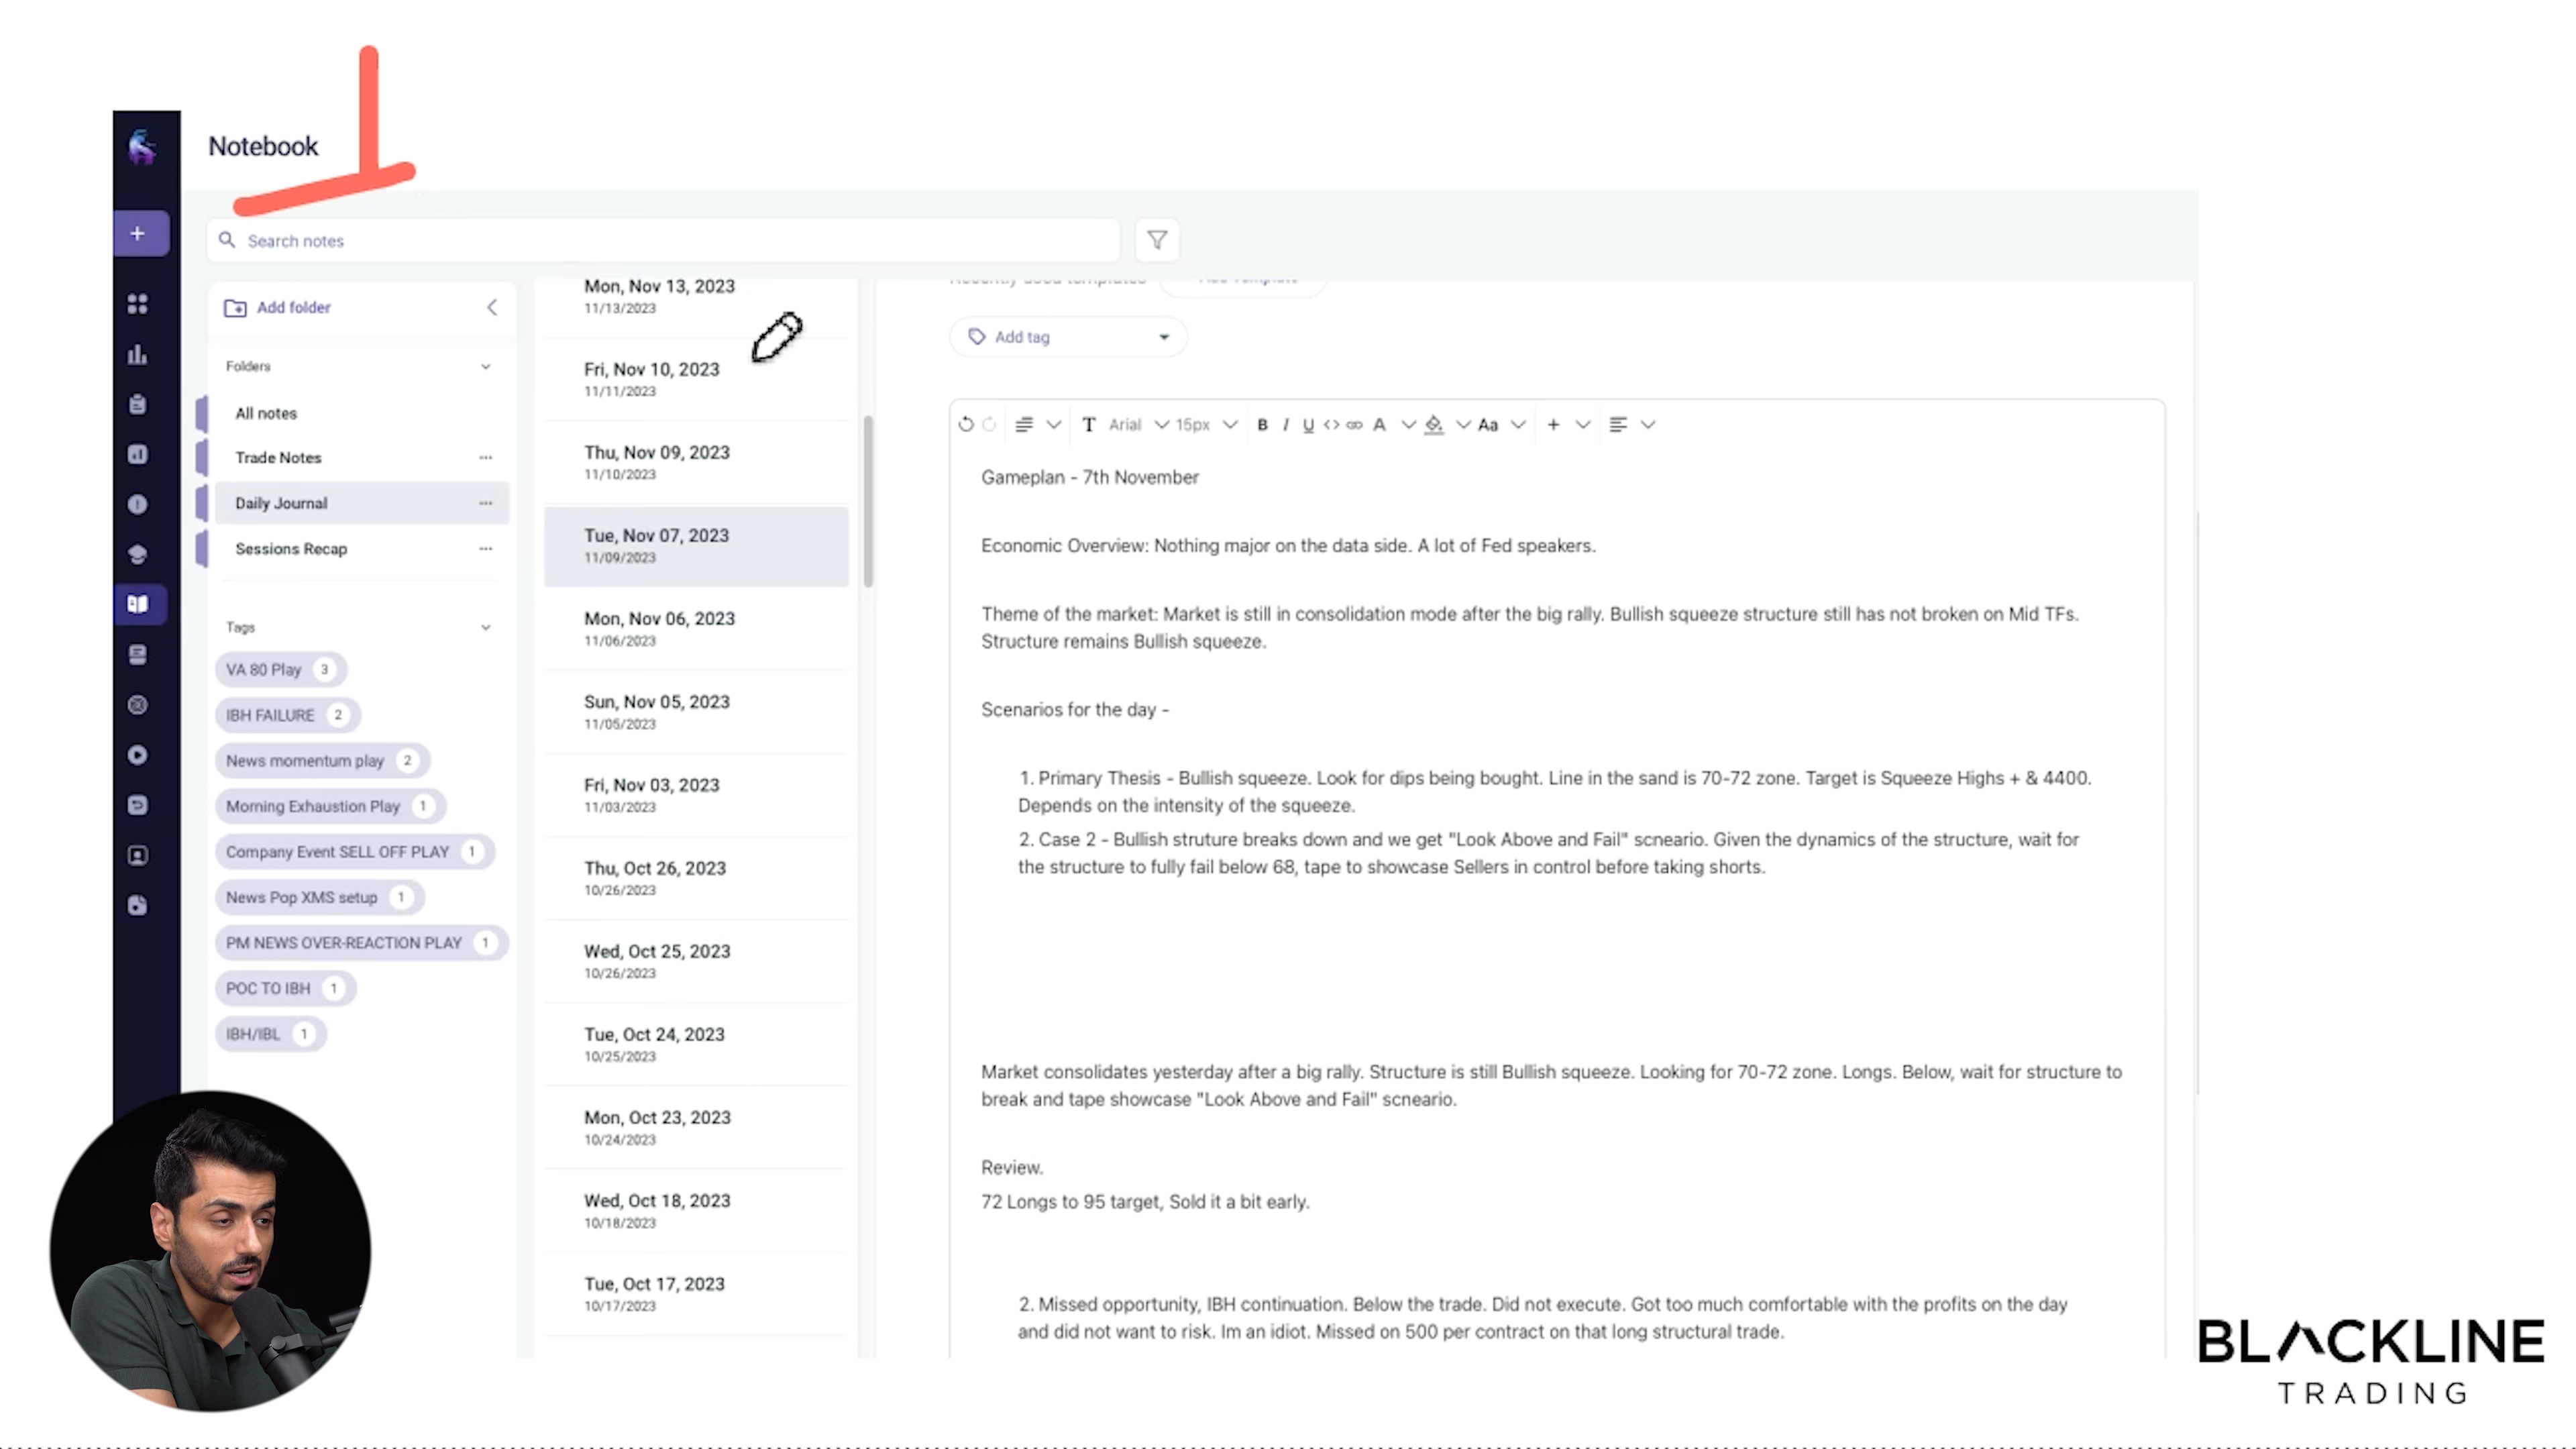 Notebook
Search notes
Add folder
Folders
All notes
Trade Notes
Daily Journal
Sessions Recap
Tags
VA 80 Play 3
IBH FAILURE 2
News momentum play 2
Morning Exhaustion Play 1
Company Event SELL OFF PLAY 1
News Pop XMS setup 1
PM NEWS OVER-REACTION PLAY 1
POC TO IBH 1
IBH/IBL 1
Mon, Nov 13, 2023
11/13/2023
Fri, Nov 10, 2023
11/11/2023
Thu, Nov 09, 2023
11/10/2023
Tue, Nov 07, 2023
11/09/2023
Mon, Nov 06, 2023
11/06/2023
Sun, Nov 05, 2023
11/05/2023
Fri, Nov 03, 2023
11/03/2023
Thu, Oct 26, 2023
10/26/2023
Wed, Oct 25, 2023
10/26/2023
Tue, Oct 24, 2023
10/25/2023
Mon, Oct 23, 2023
10/24/2023
Wed, Oct 18, 2023
10/18/2023
Tue, Oct 17, 2023
10/17/2023
Recently used templates Add Template
Add tag
T Arial 15px B I U <> A Aa +
Gameplan - 7th November
Economic Overview: Nothing major on the data side. A lot of Fed speakers.
Theme of the market: Market is still in consolidation mode after the big rally. Bullish squeeze structure still has not broken on Mid TFs.
Structure remains Bullish squeeze.
Scenarios for the day -
1. Primary Thesis - Bullish squeeze. Look for dips being bought. Line in the sand is 70-72 zone. Target is Squeeze Highs + & 4400.
Depends on the intensity of the squeeze.
2. Case 2 - Bullish struture breaks down and we get "Look Above and Fail" scneario. Given the dynamics of the structure, wait for
the structure to fully fail below 68, tape to showcase Sellers in control before taking shorts.
Market consolidates yesterday after a big rally. Structure is still Bullish squeeze. Looking for 70-72 zone. Longs. Below, wait for structure to
break and tape showcase "Look Above and Fail" scneario.
Review.
72 Longs to 95 target, Sold it a bit early.
2. Missed opportunity, IBH continuation. Below the trade. Did not execute. Got too much comfortable with the profits on the day
and did not want to risk. Im an idiot. Missed on 500 per contract on that long structural trade.
BLACKLINE
TRADING